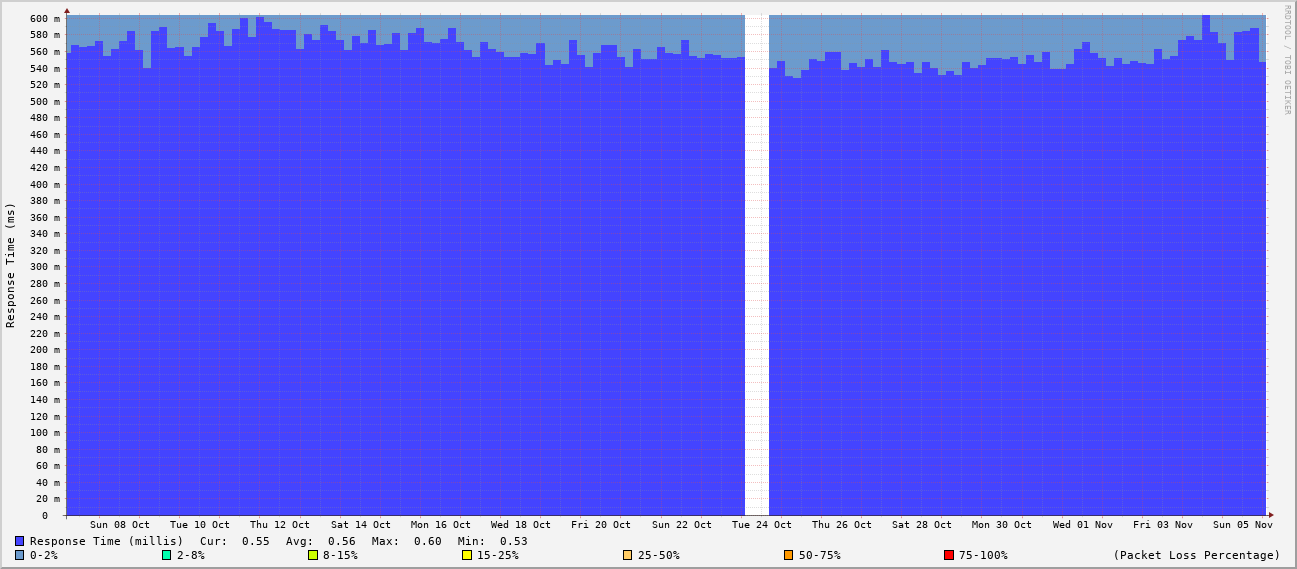 600 m
580 m
560 m
540 m
520 m
500 m
480 m
460 m
440 m
420 m
400 m
380 m
360 m
340 m
320 m
300 m
280 m
260 m
240 m
220 m
200 m
180 m
160 m
140 m
120 m
100 m
80 m
60 m
40 m
20 m
0
Response Time (ms)
RRDTOOL / TOBI OETIKER
Sun 08 Oct Tue 10 Oct Thu 12 Oct Sat 14 Oct Mon 16 Oct Wed 18 Oct Fri 20 Oct Sun 22 Oct Tue 24 Oct Thu 26 Oct Sat 28 Oct Mon 30 Oct Wed 01 Nov Fri 03 Nov Sun 05 Nov
Response Time (millis) Cur: 0.55 Avg: 0.56 Max: 0.60 Min: 0.53
0-2% 2-8% 8-15% 15-25% 25-50% 50-75% 75-100% (Packet Loss Percentage)